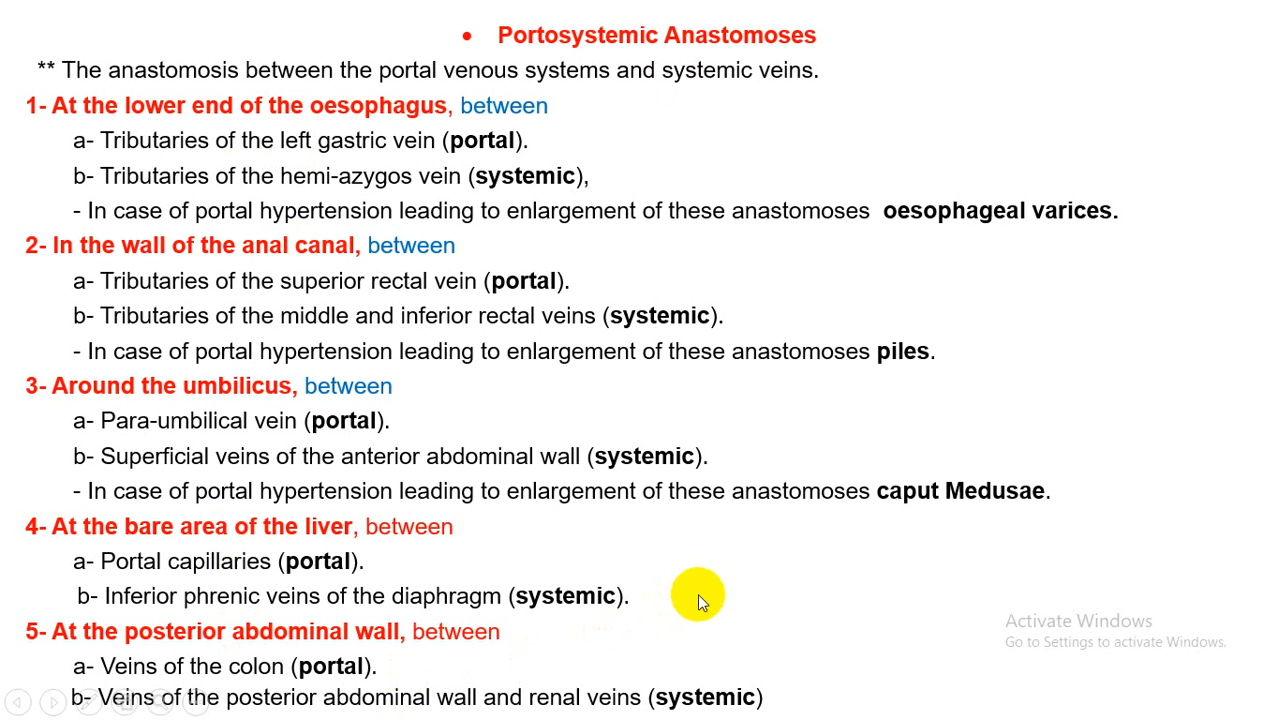 • Portosystemic Anastomoses
** The anastomosis between the portal venous systems and systemic veins.
1- At the lower end of the oesophagus, between
a- Tributaries of the left gastric vein (portal).
b- Tributaries of the hemi-azygos vein (systemic),
- In case of portal hypertension leading to enlargement of these anastomoses oesophageal varices.
2- In the wall of the anal canal, between
a- Tributaries of the superior rectal vein (portal).
b- Tributaries of the middle and inferior rectal veins (systemic).
- In case of portal hypertension leading to enlargement of these anastomoses piles.
3- Around the umbilicus, between
a- Para-umbilical vein (portal).
b- Superficial veins of the anterior abdominal wall (systemic).
- In case of portal hypertension leading to enlargement of these anastomoses caput Medusae.
4- At the bare area of the liver, between
a- Portal capillaries (portal).
b- Inferior phrenic veins of the diaphragm (systemic).
5- At the posterior abdominal wall, between
a- Veins of the colon (portal).
b- Veins of the posterior abdominal wall and renal veins (systemic)
Activate Windows
Go to Settings to activate Windows.